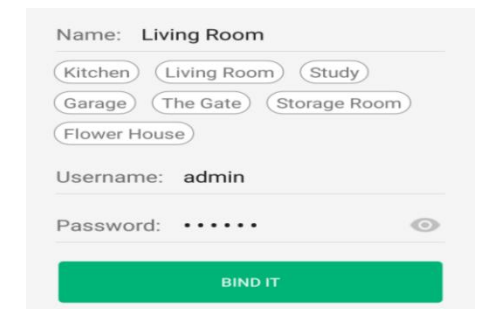 Name: Living Room
Kitchen Living Room Study
Garage The Gate Storage Room
Flower House
Username: admin
Password: ••••••
BIND IT